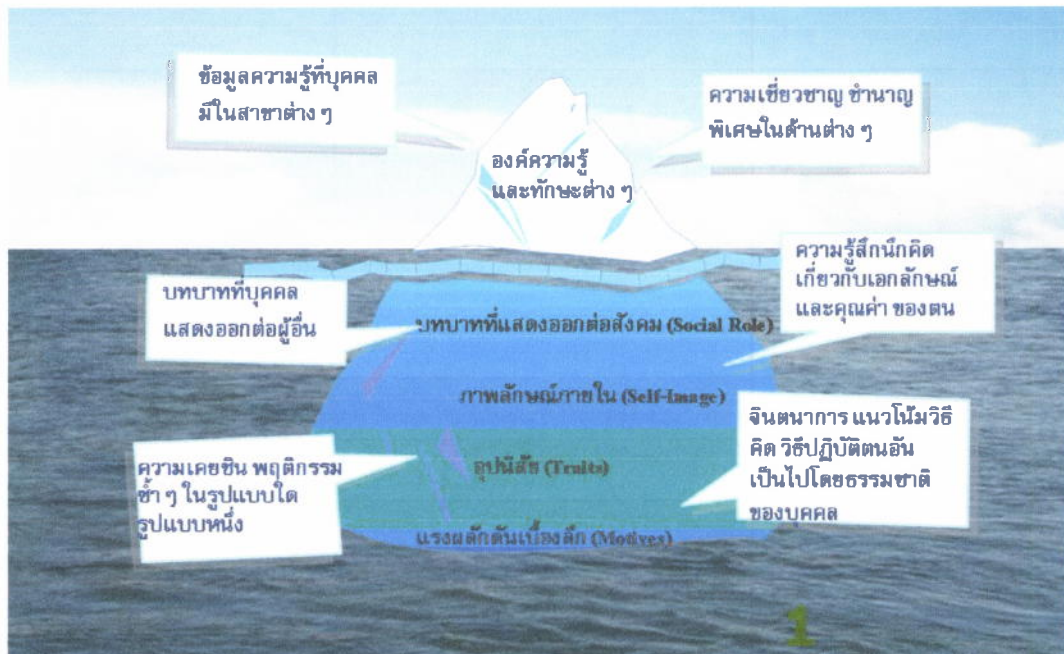 ข้อมูลความรู้ที่บุคคล
มีในสาขาต่าง ๆ
ความเชี่ยวชาญ ชำนาญ
พิเศษในด้านต่าง ๆ
องค์ความรู้
และทักษะต่าง ๆ
ความรู้สึกนึกคิด
เกี่ยวกับเอกลักษณ์
และคุณค่า ของตน
บทบาทที่บุคคล
แสดงออกต่อผู้อื่น
บทบาทที่แสดงออกต่อสังคม (Social Role)
ภาพลักษณ์ภายใน (Self-Image)
จินตนาการ แนวโน้มวิธี
คิด วิธีปฏิบัติตนอัน
เป็นไปโดยธรรมชาติ
ของบุคคล
ความเคยชิน พฤติกรรม
ซ้ำ ๆ ในรูปแบบใด
รูปแบบหนึ่ง
อุปนิสัย (Traits)
แรงผลักดันเบื้องลึก (Motives)
1